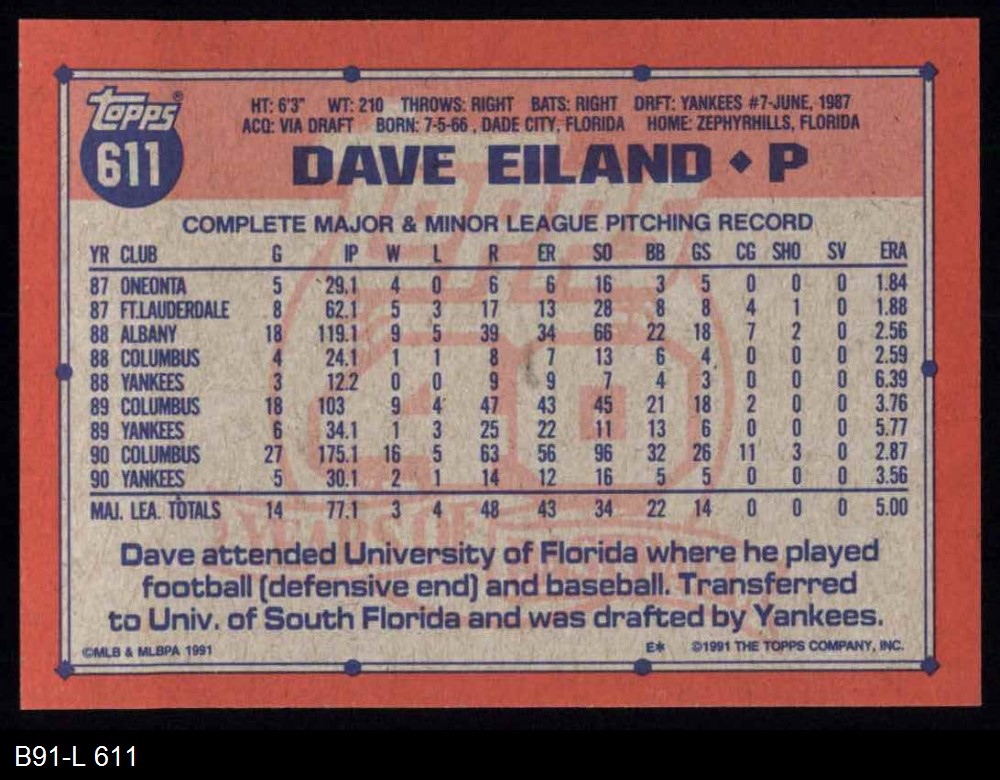 topps®
611
HT: 6'3" WT: 210 THROWS: RIGHT BATS: RIGHT DRFT: YANKEES #7-JUNE, 1987
ACQ: VIA DRAFT BORN: 7-5-66 , DADE CITY, FLORIDA HOME: ZEPHYRHILLS, FLORIDA
DAVE EILAND ◆ P
COMPLETE MAJOR & MINOR LEAGUE PITCHING RECORD
YR CLUB G IP W L R ER SO BB GS CG SHO SV ERA
87 ONEONTA 5 29.1 4 0 6 6 16 3 5 0 0 0 1.84
87 FT.LAUDERDALE 8 62.1 5 3 17 13 28 8 8 4 1 0 1.88
88 ALBANY 18 119.1 9 5 39 34 66 22 18 7 2 0 2.56
88 COLUMBUS 4 24.1 1 1 8 7 13 6 4 0 0 0 2.59
88 YANKEES 3 12.2 0 0 9 9 7 4 3 0 0 0 6.39
89 COLUMBUS 18 103 9 4 47 43 45 21 18 2 0 0 3.76
89 YANKEES 6 34.1 1 3 25 22 11 13 6 0 0 0 5.77
90 COLUMBUS 27 175.1 16 5 63 56 96 32 26 11 3 0 2.87
90 YANKEES 5 30.1 2 1 14 12 16 5 5 0 0 0 3.56
MAJ. LEA. TOTALS 14 77.1 3 4 48 43 34 22 14 0 0 0 5.00
Dave attended University of Florida where he played
football (defensive end) and baseball. Transferred
to Univ. of South Florida and was drafted by Yankees.
©MLB & MLBPA 1991 E* ©1991 THE TOPPS COMPANY, INC.
B91-L 611